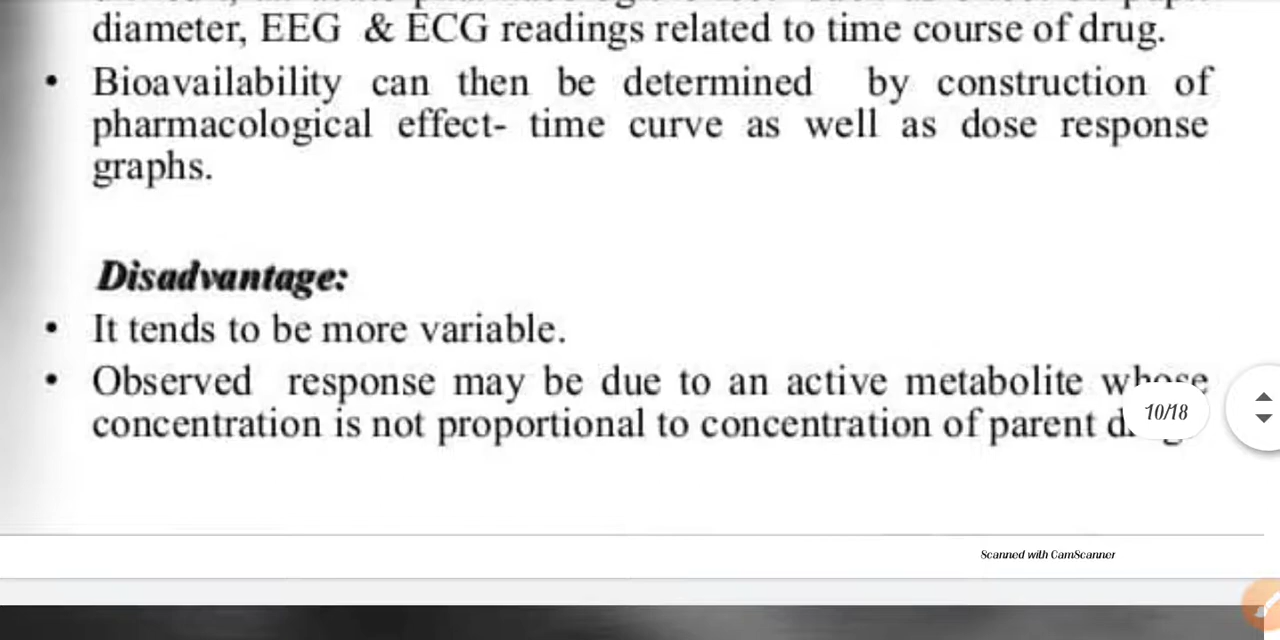 diameter, EEG & ECG readings related to time course of drug.
• Bioavailability can then be determined by construction of
pharmacological effect- time curve as well as dose response
graphs.
Disadvantage:
• It tends to be more variable.
• Observed response may be due to an active metabolite whose
concentration is not proportional to concentration of parent
10/18
Scanned with CamScanner